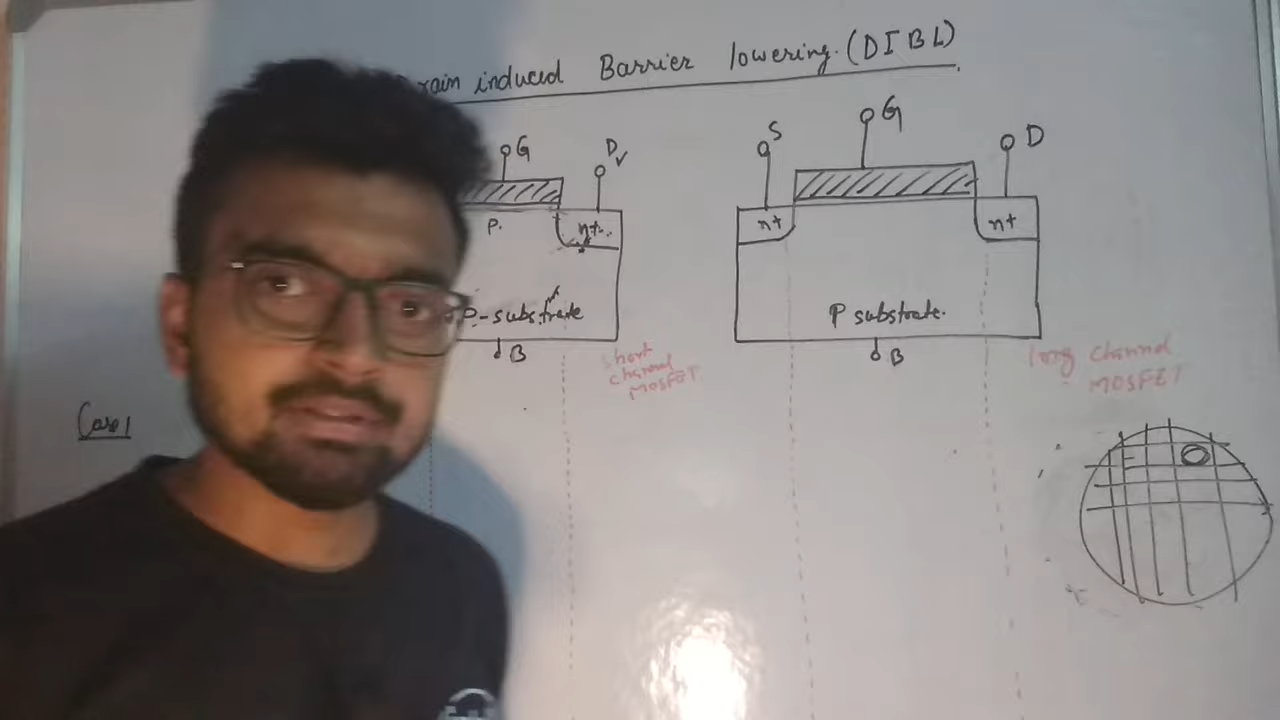 rain induced Barrier lowering. (DIBL)
G D
S G D
P. n+
n+ n+
P-substrate
P substrate.
B
B
short channel MOSFET
long channel MOSFET
Case 1